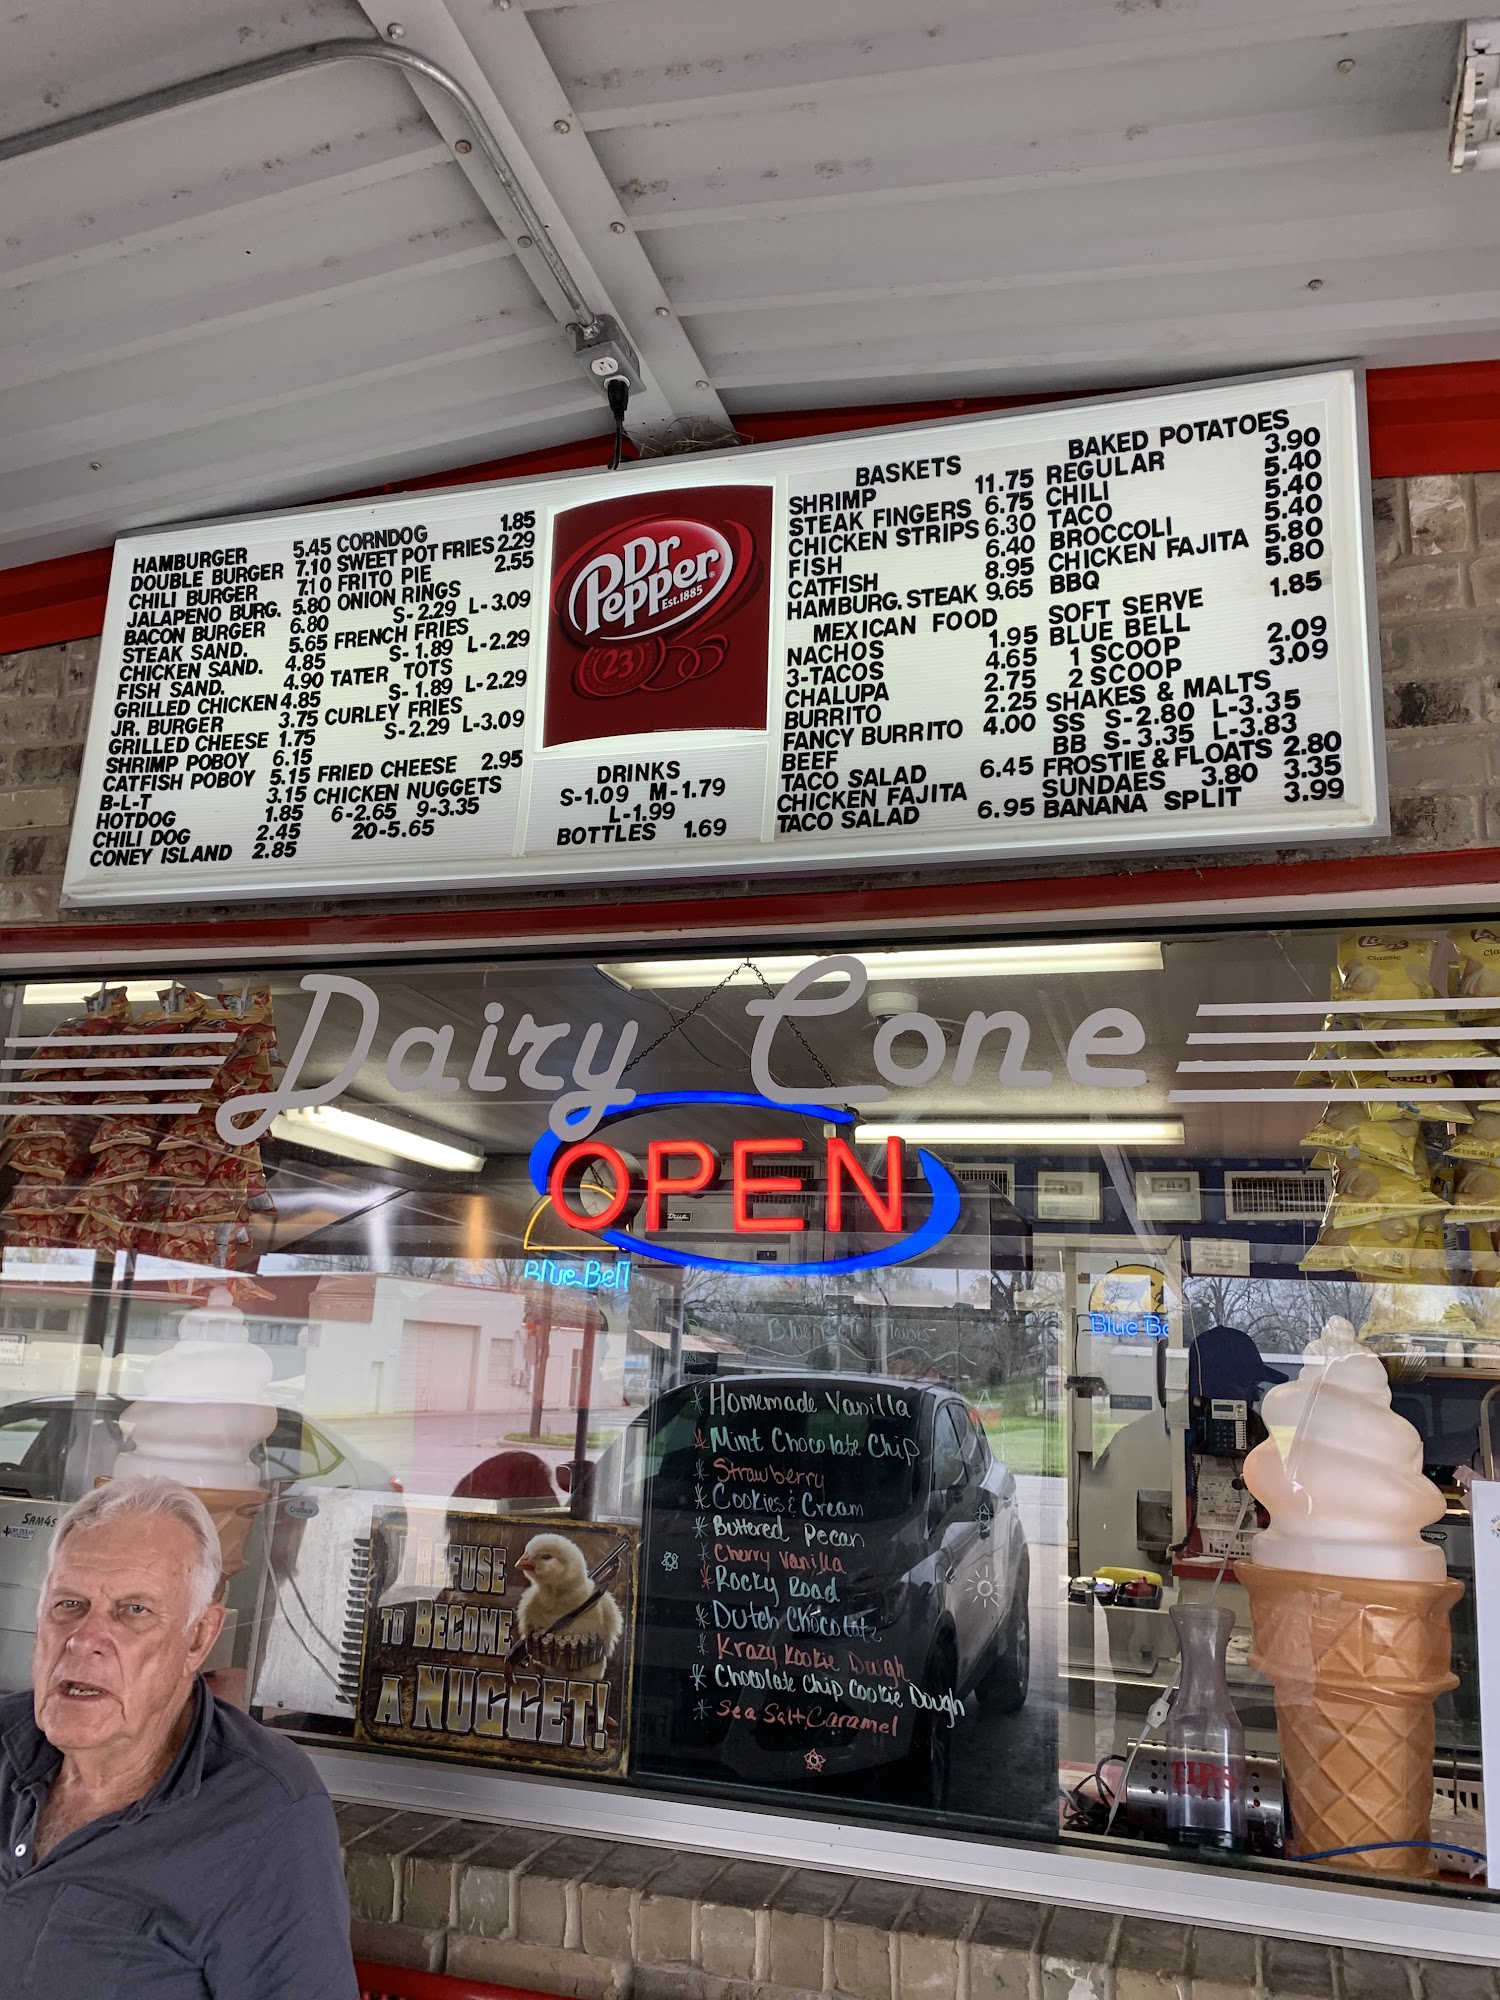 HAMBURGER 5.45
DOUBLE BURGER 7.10
CHILI BURGER 7.10
JALAPENO BURG. 5.80
BACON BURGER 6.80
STEAK SAND. 5.65
CHICKEN SAND. 4.85
FISH SAND. 4.90
GRILLED CHICKEN 4.85
JR. BURGER 3.75
GRILLED CHEESE 1.75
SHRIMP POBOY 6.15
CATFISH POBOY 5.15
B-L-T 3.15
HOTDOG 1.85
CHILI DOG 2.45
CONEY ISLAND 2.85
CORNDOG 1.85
SWEET POT FRIES 2.29
FRITO PIE 2.55
ONION RINGS
S-2.29 L-3.09
FRENCH FRIES
S-1.89 L-2.29
TATER TOTS
S-1.89 L-2.29
CURLEY FRIES
S-2.29 L-3.09
FRIED CHEESE 2.95
CHICKEN NUGGETS
6-2.65 9-3.35
20-5.65
Dr
Pepper
Est.1885
23
DRINKS
S-1.09 M-1.79
L-1.99
BOTTLES 1.69
BASKETS
SHRIMP 11.75
STEAK FINGERS 6.75
CHICKEN STRIPS 6.30
FISH 6.40
CATFISH 8.95
HAMBURG. STEAK 9.65
MEXICAN FOOD
NACHOS 1.95
3-TACOS 4.65
CHALUPA 2.75
BURRITO 2.25
FANCY BURRITO 4.00
BEEF
TACO SALAD 6.45
CHICKEN FAJITA
TACO SALAD 6.95
BAKED POTATOES
REGULAR 3.90
CHILI 5.40
TACO 5.40
BROCCOLI 5.40
CHICKEN FAJITA 5.80
BBQ 5.80
SOFT SERVE 1.85
BLUE BELL
1 SCOOP 2.09
2 SCOOP 3.09
SHAKES & MALTS
SS S-2.80 L-3.35
BB S-3.35 L-3.83
FROSTIE & FLOATS 2.80
SUNDAES 3.80 3.35
BANANA SPLIT 3.99
Dairy Cone
OPEN
Blue Bell
Blue Be
Homemade Vanilla
Mint Chocolate Chip
Strawberry
Cookies & Cream
Buttered Pecan
Cherry Vanilla
Rocky Road
Dutch Chocolate
Krazy Kookie Dough
Chocolate Chip Cookie Dough
Sea Salt Caramel
I REFUSE
TO BECOME
A NUGGET!
TIPS
SAM4S
Classic